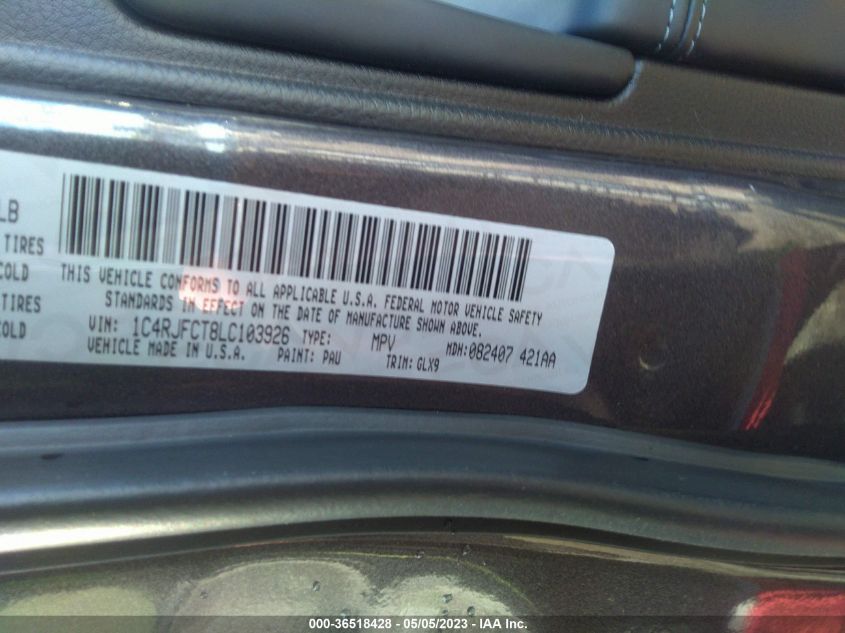 LB
TIRES
COLD
TIRES
COLD
THIS VEHICLE CONFORMS TO ALL APPLICABLE U.S.A. FEDERAL MOTOR VEHICLE SAFETY
STANDARDS IN EFFECT ON THE DATE OF MANUFACTURE SHOWN ABOVE.
VIN: 1C4RJFCT8LC103926 TYPE: MPV MDH:082407 421AA
VEHICLE MADE IN U.S.A. PAINT: PAU TRIM: GLX9
000-36518428 - 05/05/2023 - IAA Inc.